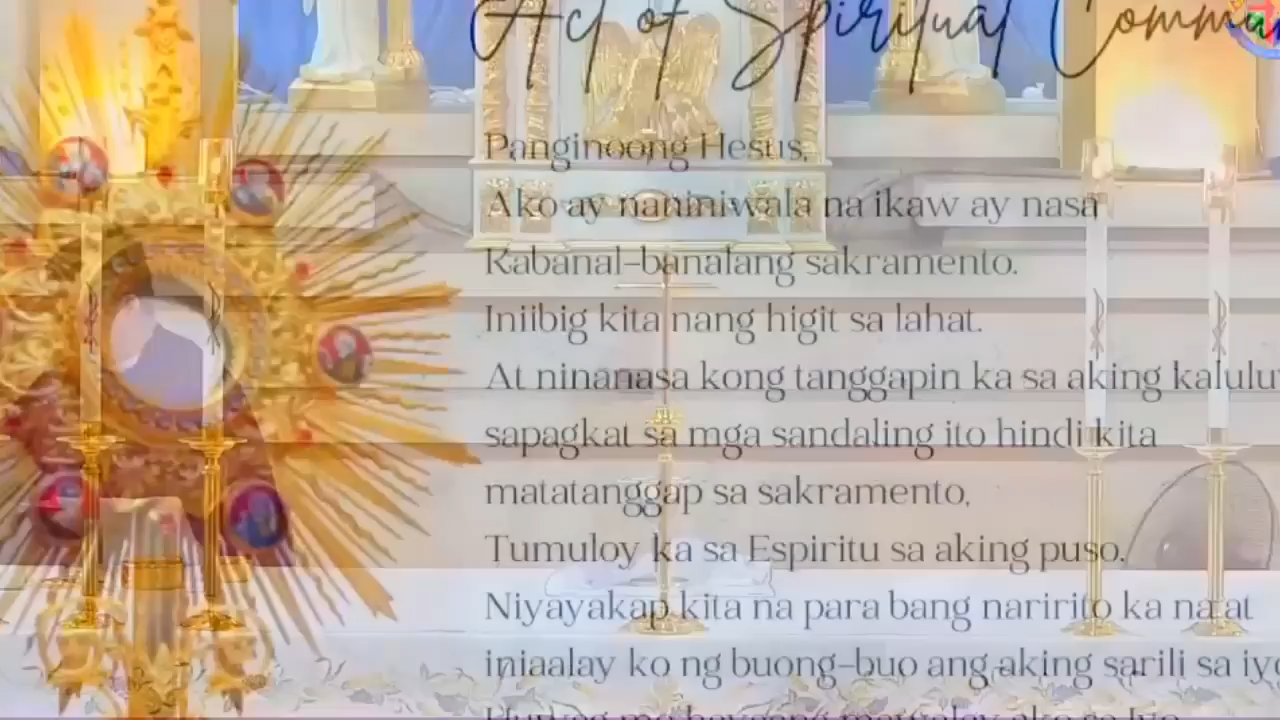 Act of Spiritual
Panginoong Hesus,
Ako ay naniniwala na ikaw ay nasa
Kabanal-banalang sakramento.
Iniibig kita nang higit sa lahat.
At ninanasa kong tanggapin ka sa aking
sapagkat sa mga sandaling ito hindi kita
matatanggap sa sakramento,
Tumuloy ka sa Espiritu sa aking puso.
Niyayakap kita na para bang naririto ka na at
iniaalay ko ng buong-buo ang aking sarili sa